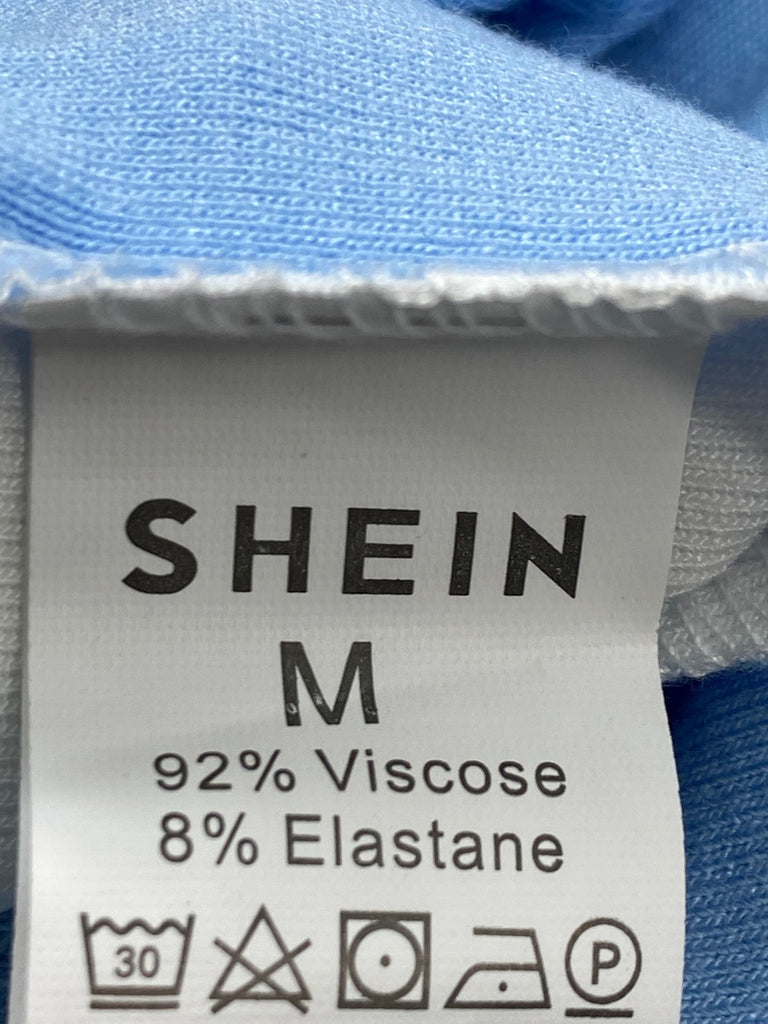 SHEIN
M
92% Viscose
8% Elastane
30 P